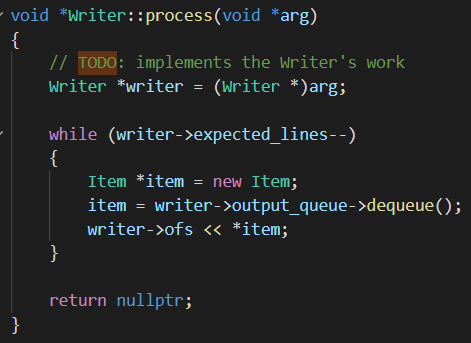 void *Writer::process(void *arg)
{
    // TODO: implements the Writer's work
    Writer *writer = (Writer *)arg;

    while (writer->expected_lines--)
    {
        Item *item = new Item;
        item = writer->output_queue->dequeue();
        writer->ofs << *item;
    }

    return nullptr;
}